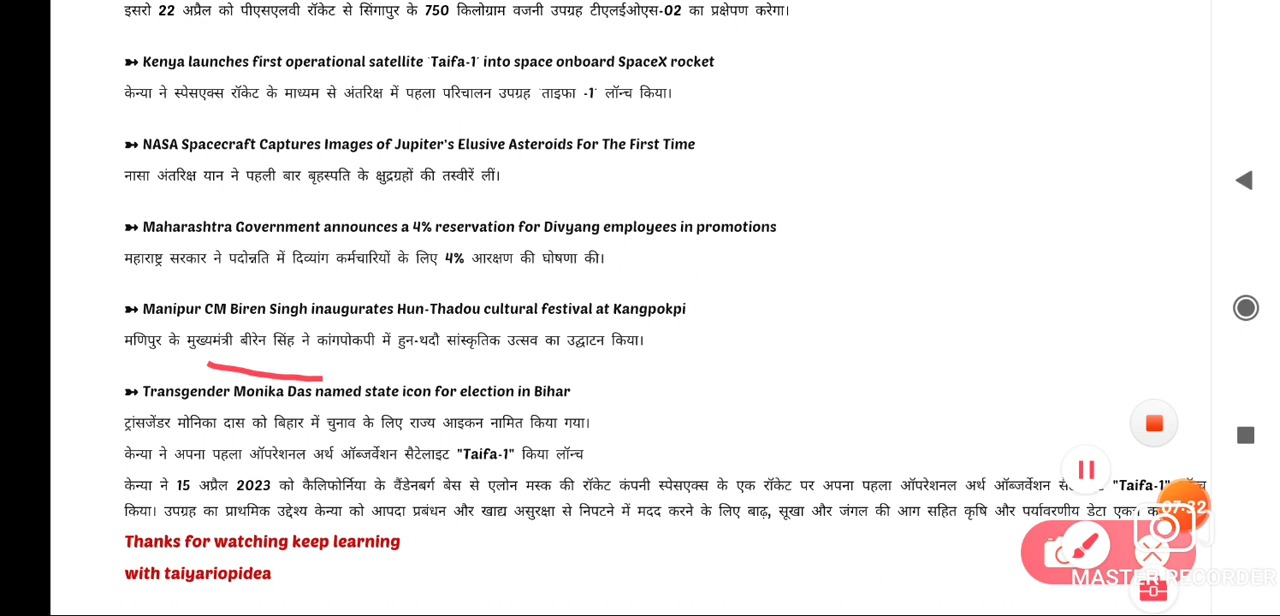 इसरो 22 अप्रैल को पीएसएलवी रॉकेट से सिंगापुर के 750 किलोग्राम वजनी उपग्रह टीएलईओएस-02 का प्रक्षेपण करेगा।
➼ Kenya launches first operational satellite 'Taifa-1' into space onboard SpaceX rocket
केन्या ने स्पेसएक्स रॉकेट के माध्यम से अंतरिक्ष में पहला परिचालन उपग्रह 'ताइफा -1' लॉन्च किया।
➼ NASA Spacecraft Captures Images of Jupiter's Elusive Asteroids For The First Time
नासा अंतरिक्ष यान ने पहली बार बृहस्पति के क्षुद्रग्रहों की तस्वीरें लीं।
➼ Maharashtra Government announces a 4% reservation for Divyang employees in promotions
महाराष्ट्र सरकार ने पदोन्नति में दिव्यांग कर्मचारियों के लिए 4% आरक्षण की घोषणा की।
➼ Manipur CM Biren Singh inaugurates Hun-Thadou cultural festival at Kangpokpi
मणिपुर के मुख्यमंत्री बीरेन सिंह ने कांगपोकपी में हुन-थदौ सांस्कृतिक उत्सव का उद्घाटन किया।
➼ Transgender Monika Das named state icon for election in Bihar
ट्रांसजेंडर मोनिका दास को बिहार में चुनाव के लिए राज्य आइकन नामित किया गया।
केन्या ने अपना पहला ऑपरेशनल अर्थ ऑब्जर्वेशन सैटेलाइट "Taifa-1" किया लॉन्च
केन्या ने 15 अप्रैल 2023 को कैलिफोर्निया के वैंडेनबर्ग बेस से एलोन मस्क की रॉकेट कंपनी स्पेसएक्स के एक रॉकेट पर अपना पहला ऑपरेशनल अर्थ ऑब्जर्वेशन "Taifa-1"
किया। उपग्रह का प्राथमिक उद्देश्य केन्या को आपदा प्रबंधन और खाद्य असुरक्षा से निपटने में मदद करने के लिए बाढ़, सूखा और जंगल की आग सहित कृषि और पर्यावरणीय डेटा
07:32
Thanks for watching keep learning
with taiyariopidea
MASTER RECORDER